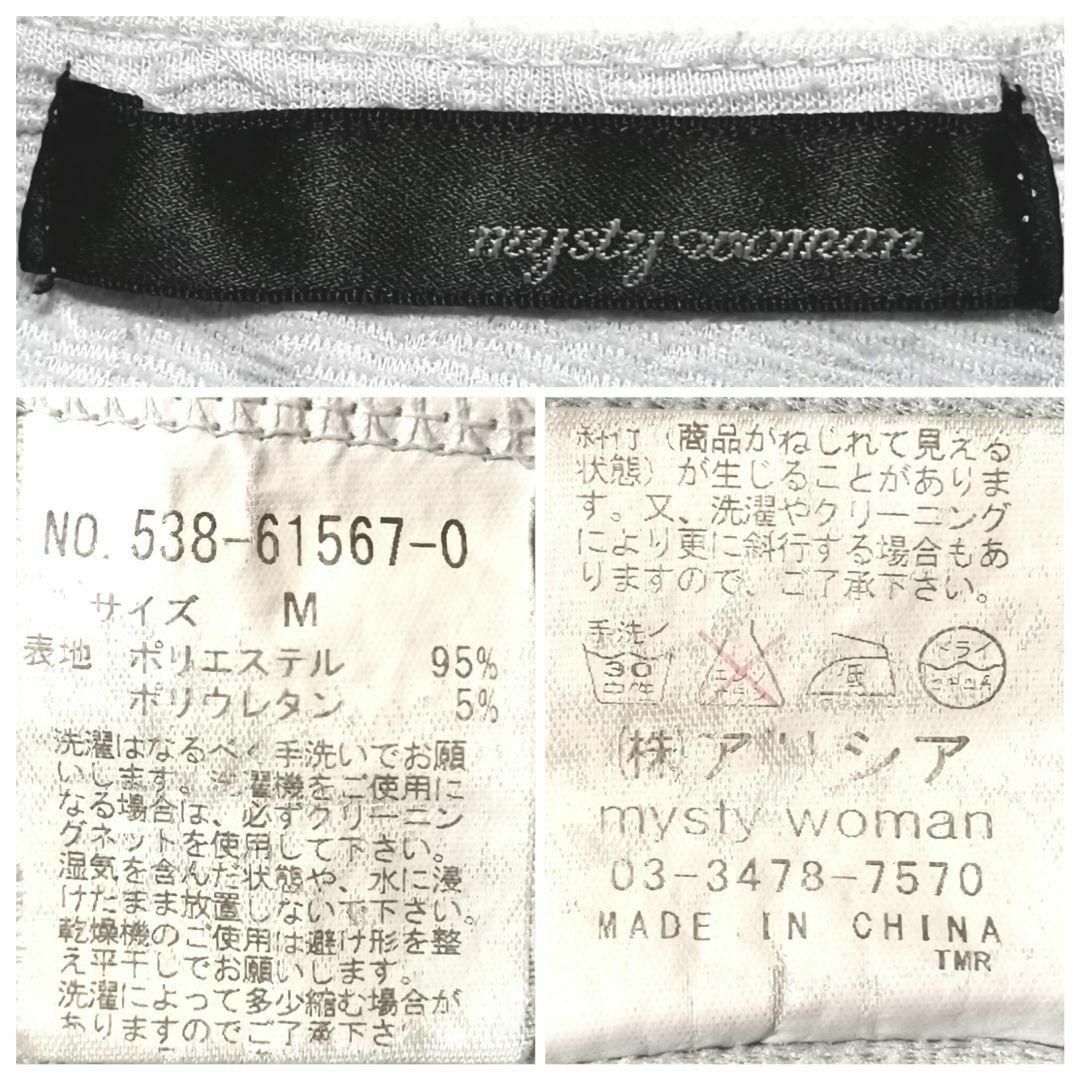 mysty woman
NO. 538-61567-0
サイズ M
表地 ポリエステル 95%
ポリウレタン 5%
洗濯はなるべく手洗いでお願
いします。洗濯機をご使用に
なる場合は、必ずクリーニン
グネットを使用して下さい。
湿気を含んだ状態や、水に浸
けたまま放置しないで下さい。
乾燥機のご使用は避け形を整
え平干しでお願いします。
洗濯によって多少縮む場合が
ありますのでご了承下さ
斜行（商品がねじれて見える
状態）が生じることがありま
す。又、洗濯やクリーニング
により更に斜行する場合もあ
りますので、ご了承下さい。
手洗イ
30
中性
ドライ
(株)アリシア
mysty woman
03-3478-7570
MADE IN CHINA
TMR